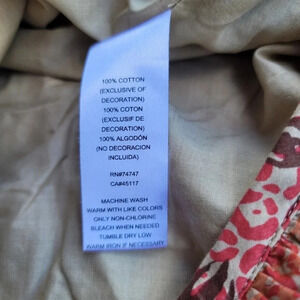 100% COTTON
(EXCLUSIVE OF
DECORATION)
100% COTON
(EXCLUSIF DE
DECORATION)
100% ALGODÓN
(NO DECORACION
INCLUIDA)
RN#74747
CA#45117
MACHINE WASH
WARM WITH LIKE COLORS
ONLY NON-CHLORINE
BLEACH WHEN NEEDED
TUMBLE DRY LOW
WARM IRON IF NECESSARY